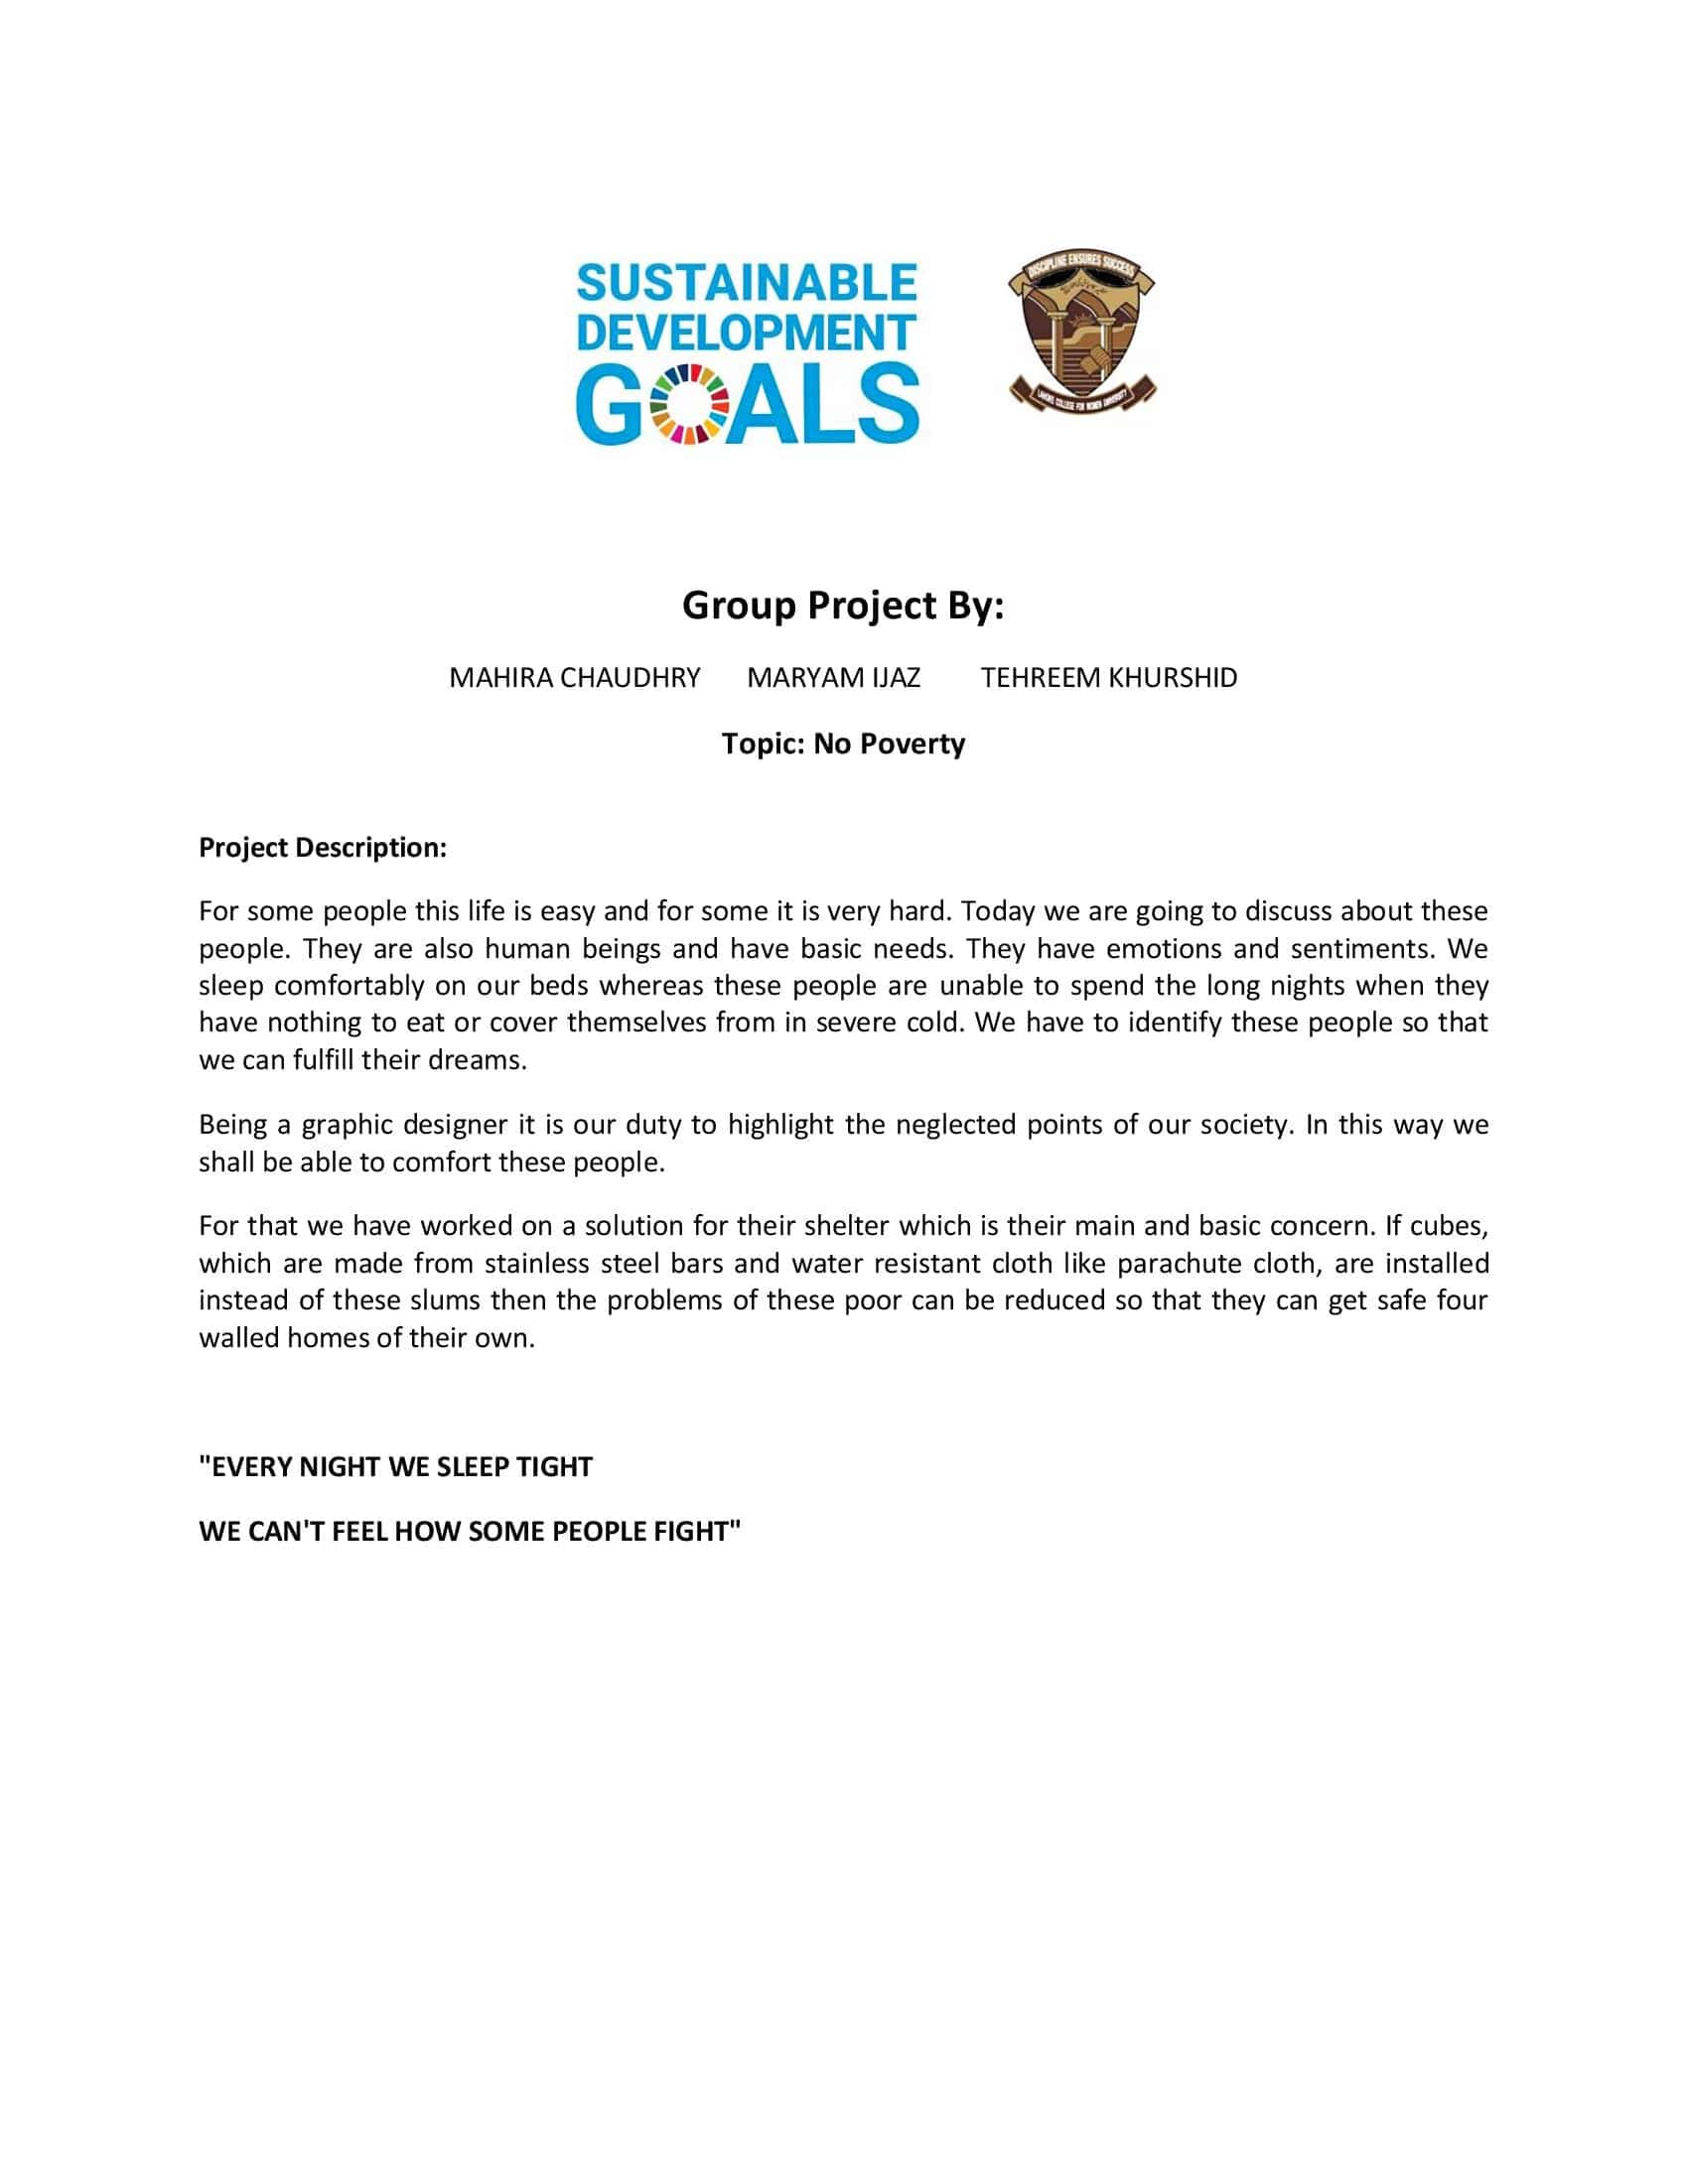 SUSTAINABLE
DEVELOPMENT
GOALS
DISCIPLINE ENSURES SUCCESS
LAHORE COLLEGE FOR WOMEN UNIVERSITY
Group Project By:
MAHIRA CHAUDHRY MARYAM IJAZ TEHREEM KHURSHID
Topic: No Poverty
Project Description:
For some people this life is easy and for some it is very hard. Today we are going to discuss about these
people. They are also human beings and have basic needs. They have emotions and sentiments. We
sleep comfortably on our beds whereas these people are unable to spend the long nights when they
have nothing to eat or cover themselves from in severe cold. We have to identify these people so that
we can fulfill their dreams.
Being a graphic designer it is our duty to highlight the neglected points of our society. In this way we
shall be able to comfort these people.
For that we have worked on a solution for their shelter which is their main and basic concern. If cubes,
which are made from stainless steel bars and water resistant cloth like parachute cloth, are installed
instead of these slums then the problems of these poor can be reduced so that they can get safe four
walled homes of their own.
"EVERY NIGHT WE SLEEP TIGHT
WE CAN'T FEEL HOW SOME PEOPLE FIGHT"